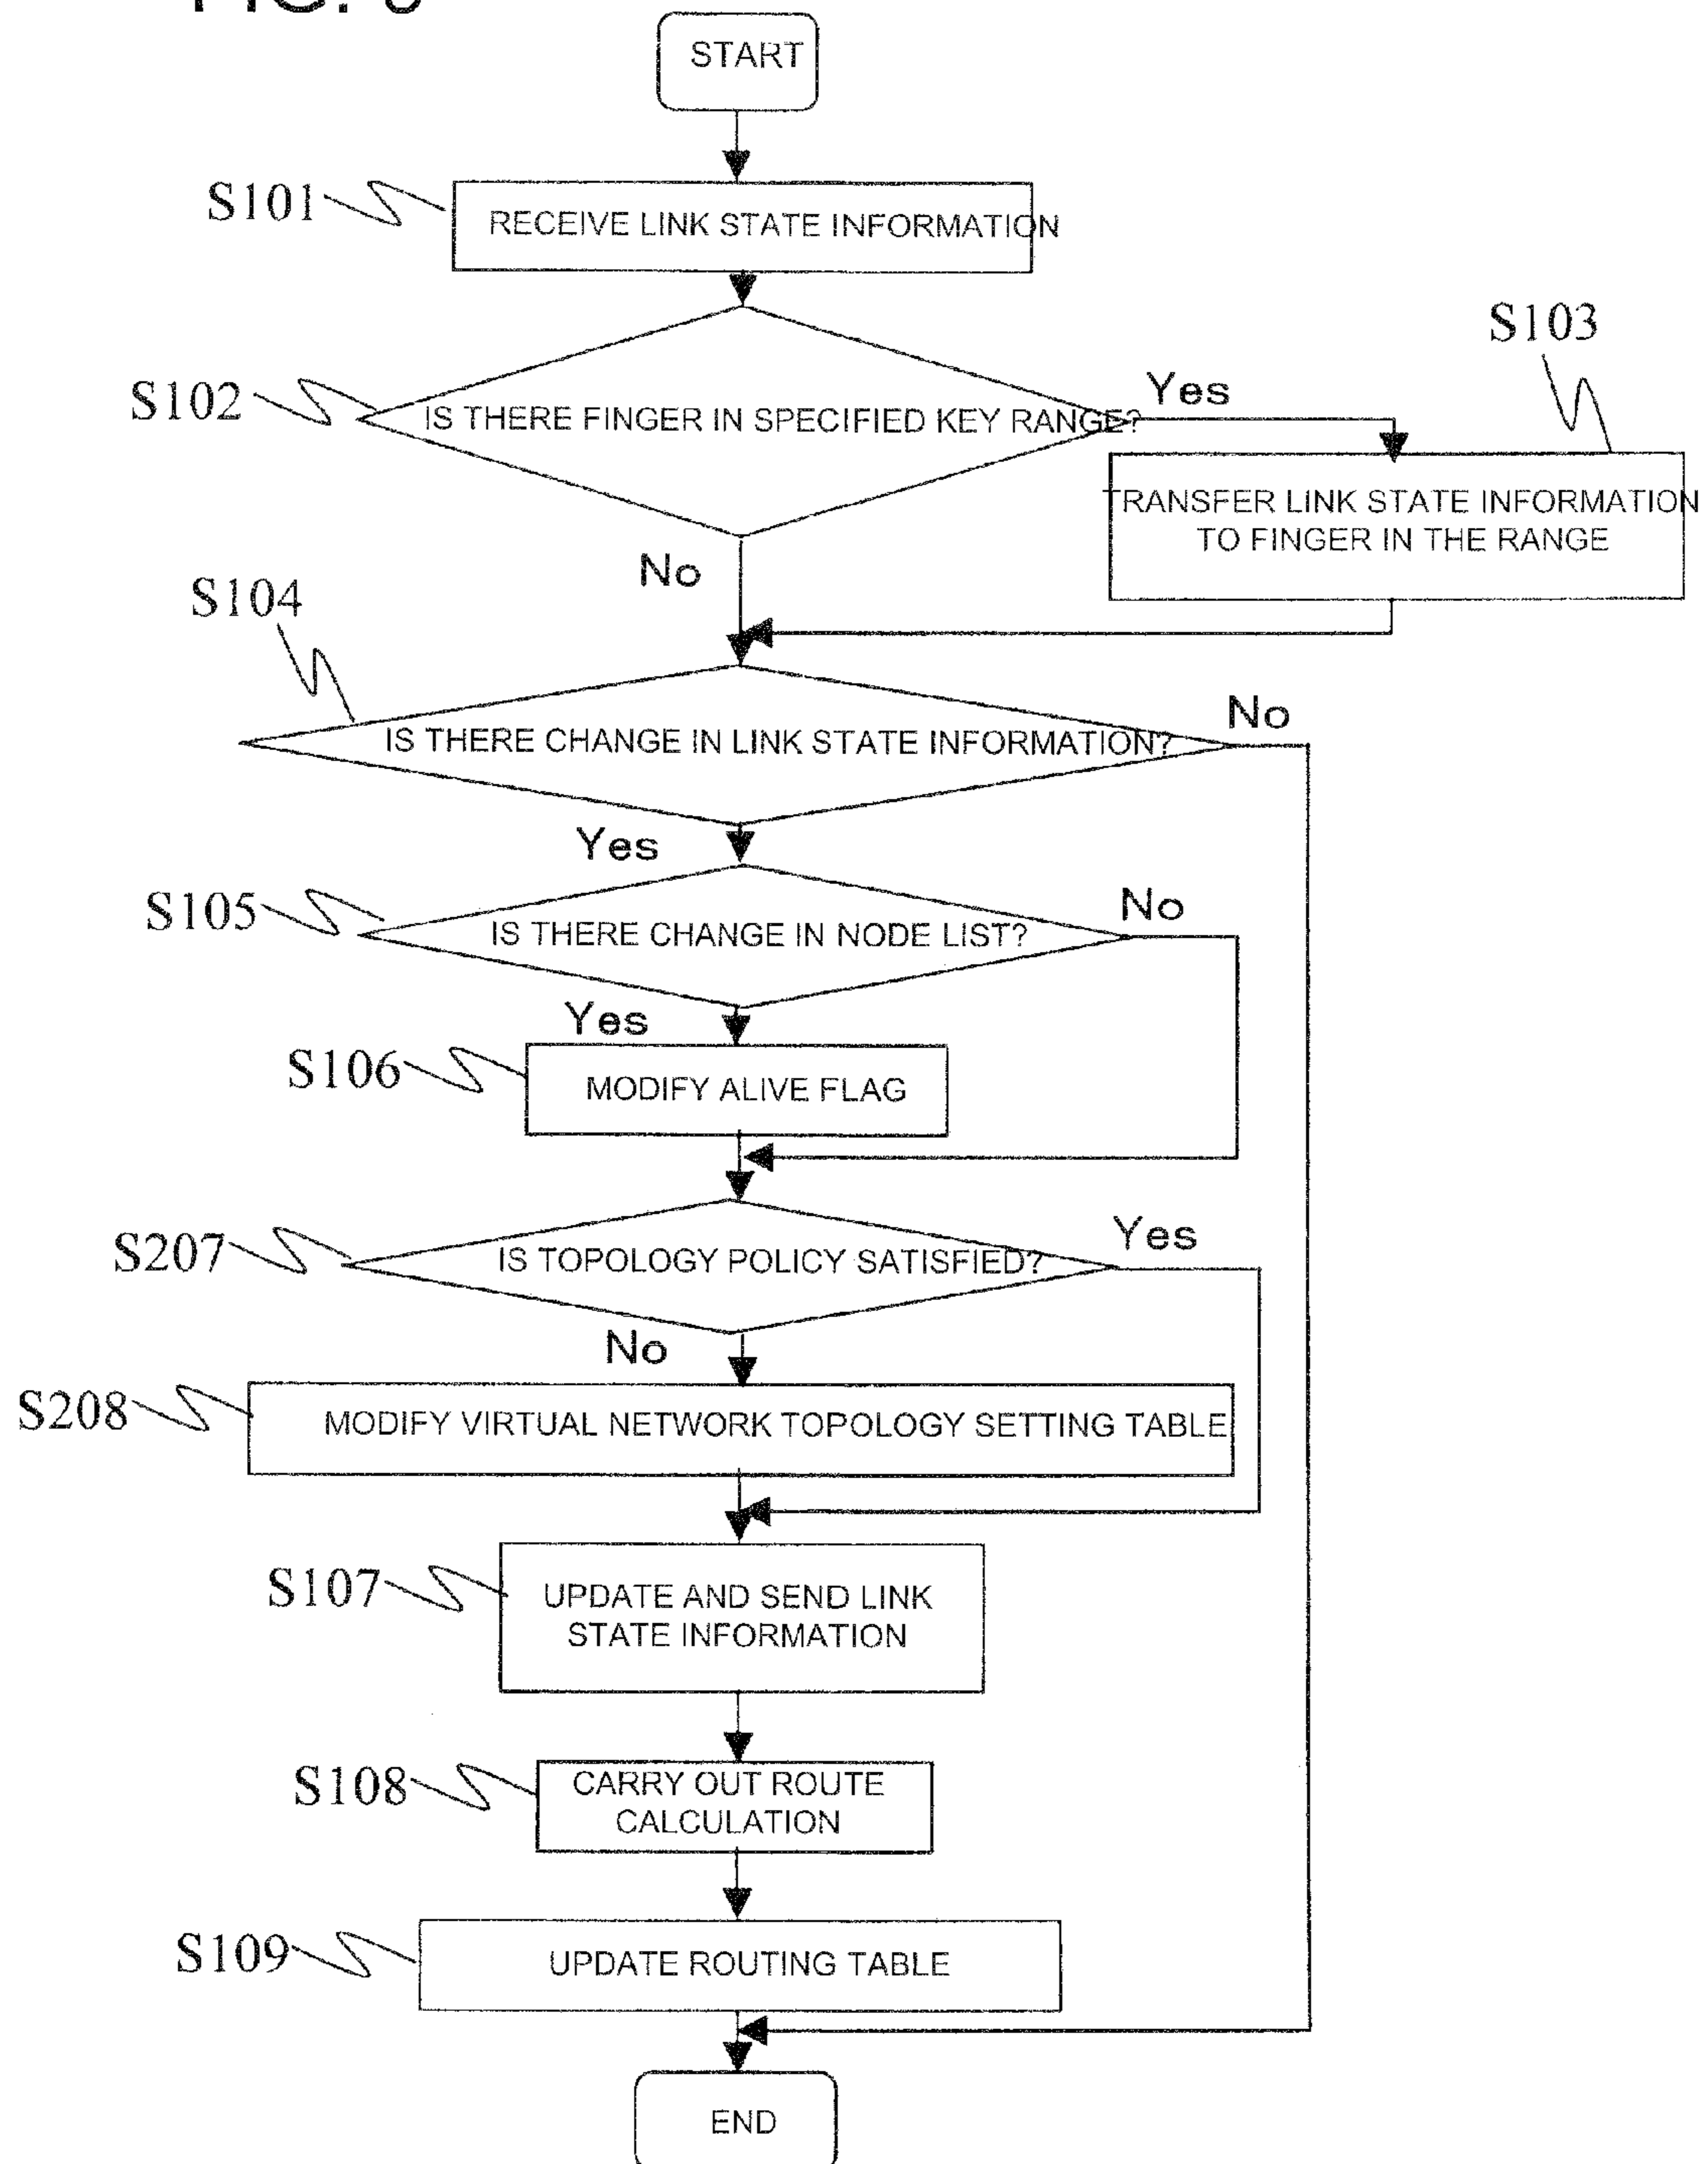 START
S101
RECEIVE LINK STATE INFORMATION
S102
IS THERE FINGER IN SPECIFIED KEY RANGE?
Yes
S103
TRANSFER LINK STATE INFORMATION
TO FINGER IN THE RANGE
No
S104
IS THERE CHANGE IN LINK STATE INFORMATION?
No
Yes
S105
IS THERE CHANGE IN NODE LIST?
No
Yes
S106
MODIFY ALIVE FLAG
S207
IS TOPOLOGY POLICY SATISFIED?
Yes
No
S208
MODIFY VIRTUAL NETWORK TOPOLOGY SETTING TABLE
S107
UPDATE AND SEND LINK
STATE INFORMATION
S108
CARRY OUT ROUTE
CALCULATION
S109
UPDATE ROUTING TABLE
END